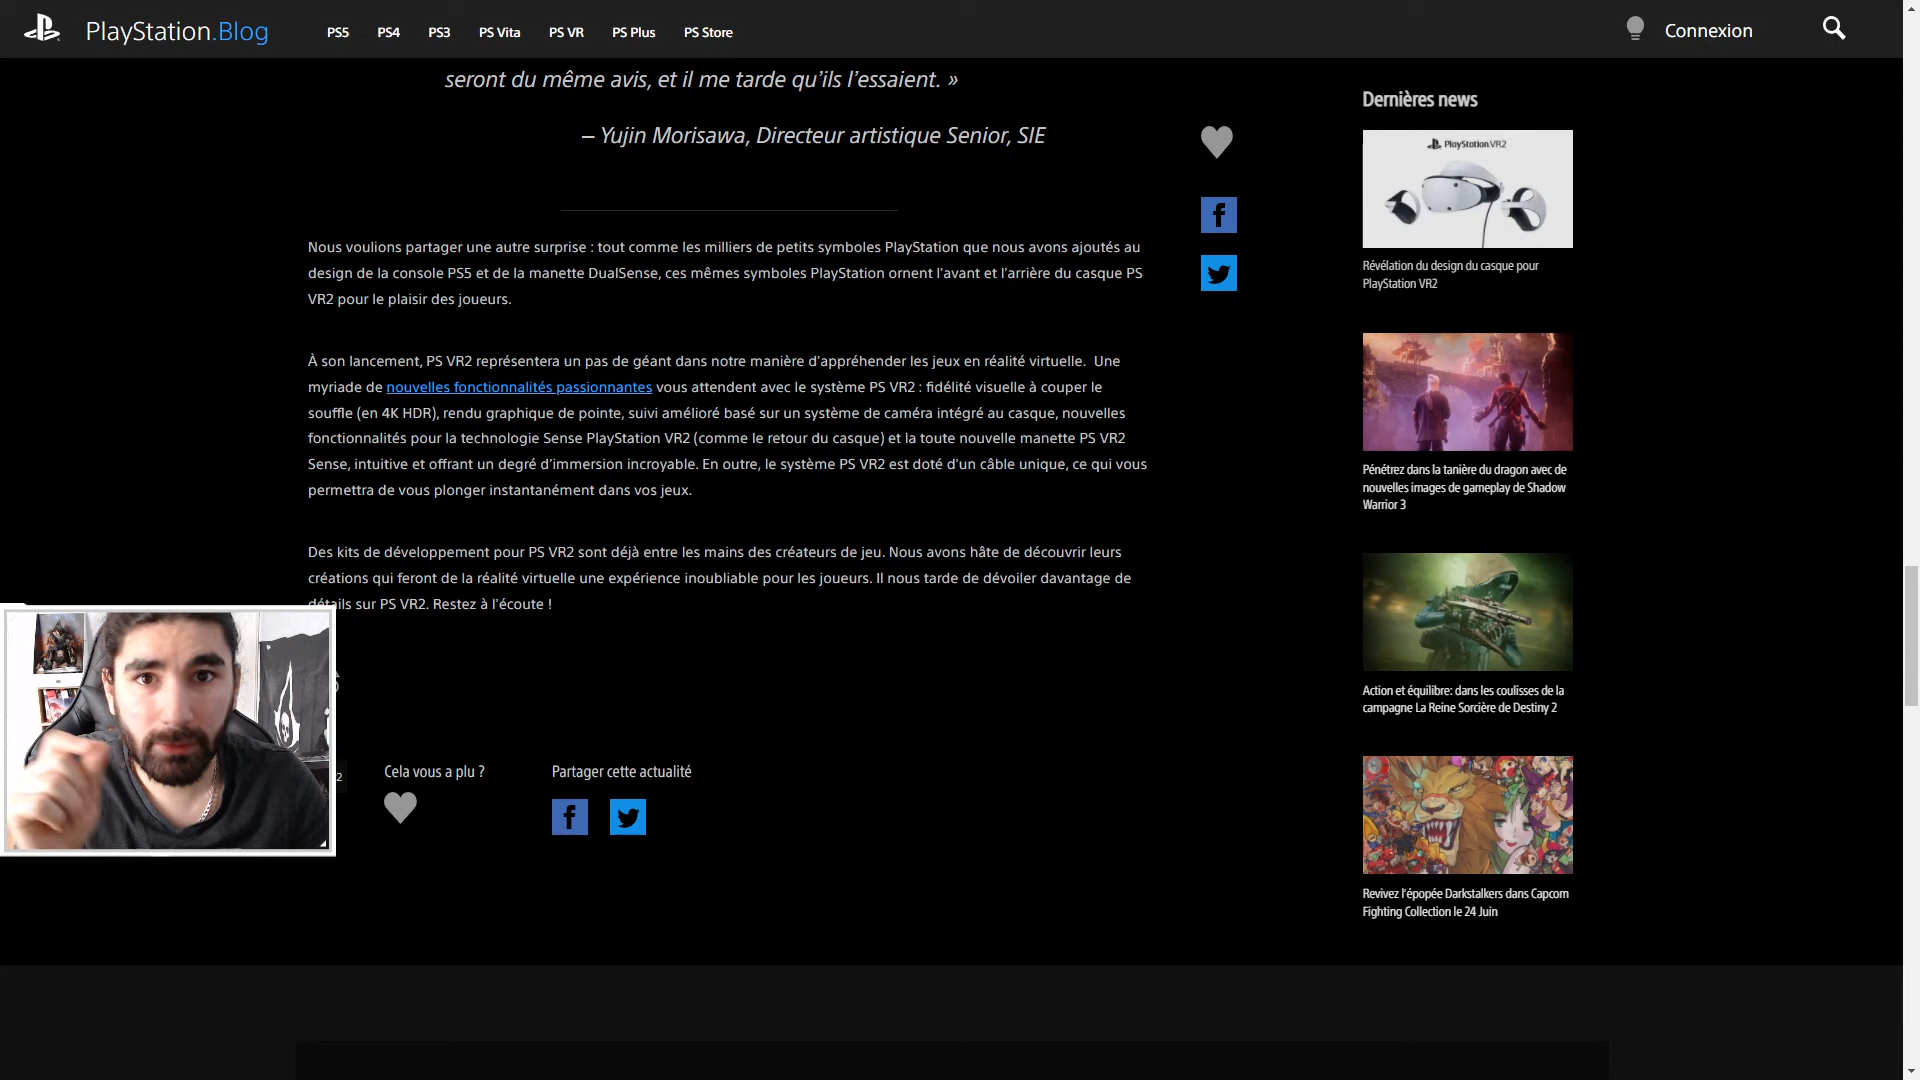 PlayStation.Blog
PS5
PS4
PS3
PS Vita
PS VR
PS Plus
PS Store
Connexion
seront du même avis, et il me tarde qu’ils l’essaient. »
– Yujin Morisawa, Directeur artistique Senior, SIE
Nous voulions partager une autre surprise : tout comme les milliers de petits symboles PlayStation que nous avons ajoutés au
design de la console PS5 et de la manette DualSense, ces mêmes symboles PlayStation ornent l’avant et l’arrière du casque PS
VR2 pour le plaisir des joueurs.
À son lancement, PS VR2 représentera un pas de géant dans notre manière d’appréhender les jeux en réalité virtuelle.  Une
myriade de nouvelles fonctionnalités passionnantes vous attendent avec le système PS VR2 : fidélité visuelle à couper le
souffle (en 4K HDR), rendu graphique de pointe, suivi amélioré basé sur un système de caméra intégré au casque, nouvelles
fonctionnalités pour la technologie Sense PlayStation VR2 (comme le retour du casque) et la toute nouvelle manette PS VR2
Sense, intuitive et offrant un degré d’immersion incroyable. En outre, le système PS VR2 est doté d’un câble unique, ce qui vous
permettra de vous plonger instantanément dans vos jeux.
Des kits de développement pour PS VR2 sont déjà entre les mains des créateurs de jeu. Nous avons hâte de découvrir leurs
créations qui feront de la réalité virtuelle une expérience inoubliable pour les joueurs. Il nous tarde de dévoiler davantage de
détails sur PS VR2. Restez à l’écoute !
2
Cela vous a plu ?
Partager cette actualité
Dernières news
PlayStation VR2
Révélation du design du casque pour
PlayStation VR2
Pénétrez dans la tanière du dragon avec de
nouvelles images de gameplay de Shadow
Warrior 3
Action et équilibre: dans les coulisses de la
campagne La Reine Sorcière de Destiny 2
Revivez l’épopée Darkstalkers dans Capcom
Fighting Collection le 24 Juin